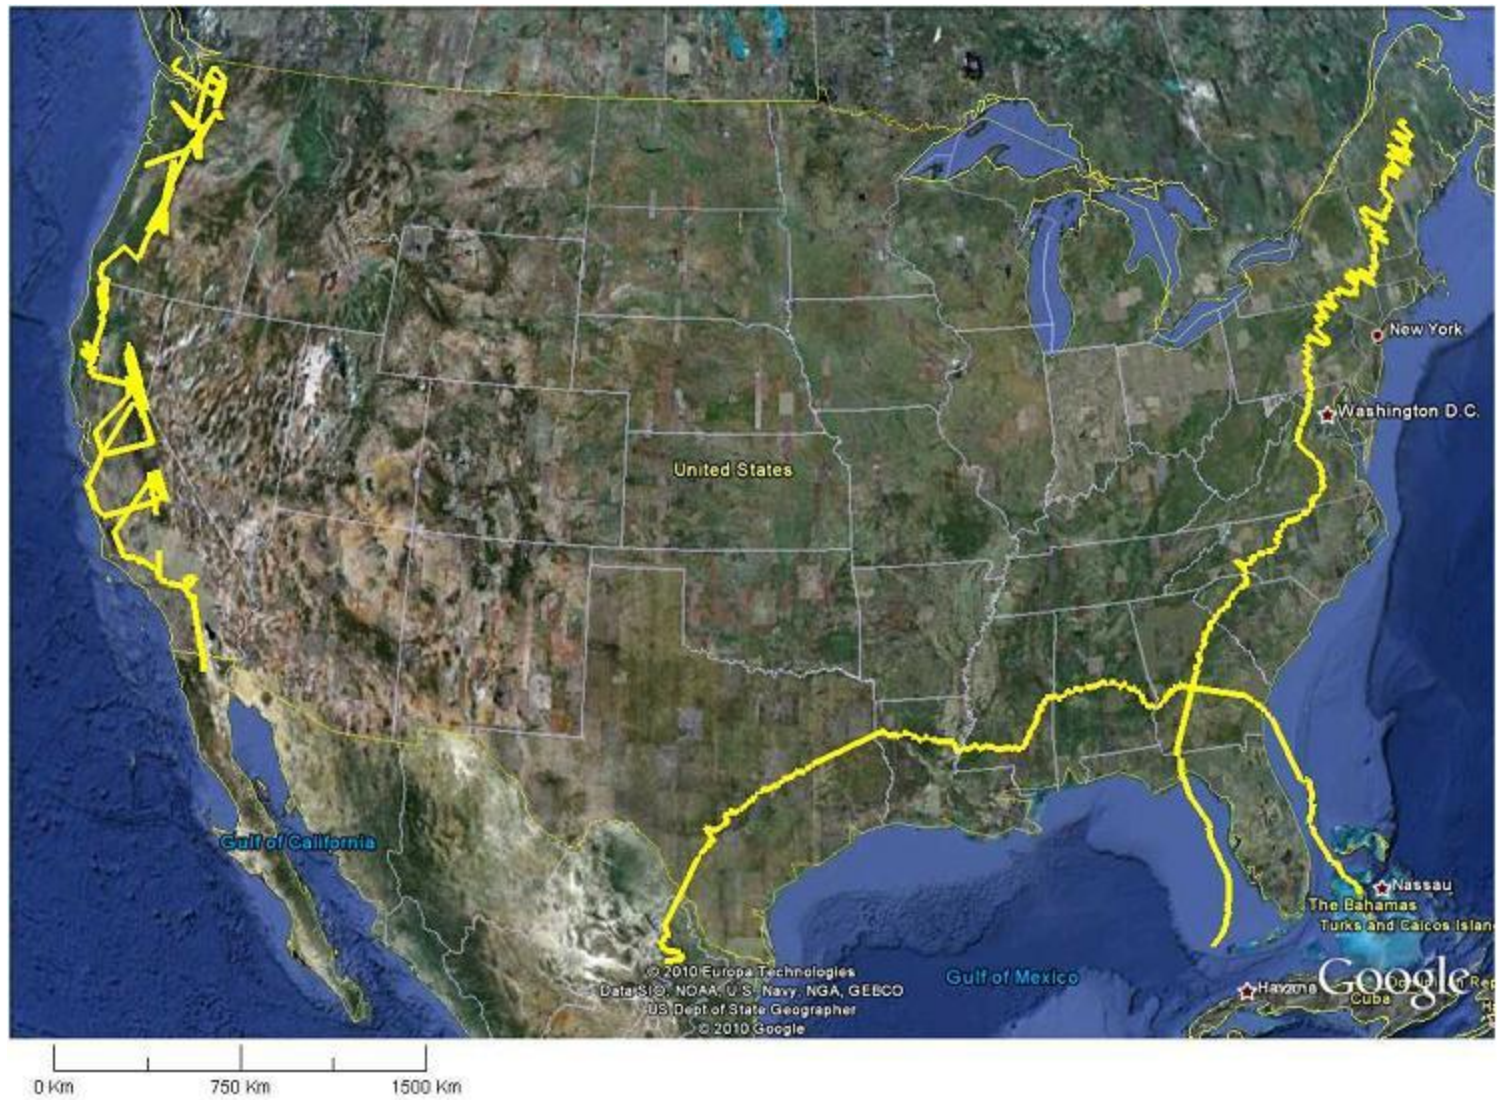 New York
Washington D.C.
United States
Gulf of California
Nassau
The Bahamas
Turks and Caicos Islan
© 2010 Europa Technologies
Gulf of Mexico
Data SIO, NOAA, U.S. Navy, NGA, GEBCO
Havana
Google
Cuba
US Dept of State Geographer
© 2010 Google
0 Km
750 Km
1500 Km